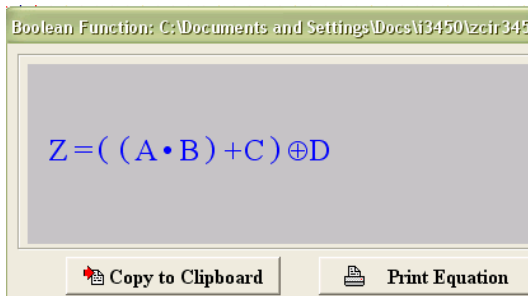 Boolean Function: C:\Documents and Settings\Docs\i3450\zcir345
Z=((A•B)+C)⊕D
Copy to Clipboard
Print Equation